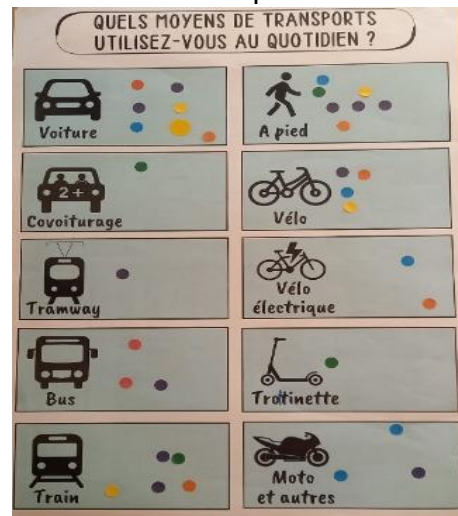 QUELS MOYENS DE TRANSPORTS
UTILISEZ-VOUS AU QUOTIDIEN ?
Voiture
A pied
2+
Covoiturage
Vélo
Tramway
Vélo
électrique
Bus
Trottinette
Train
Moto
et autres